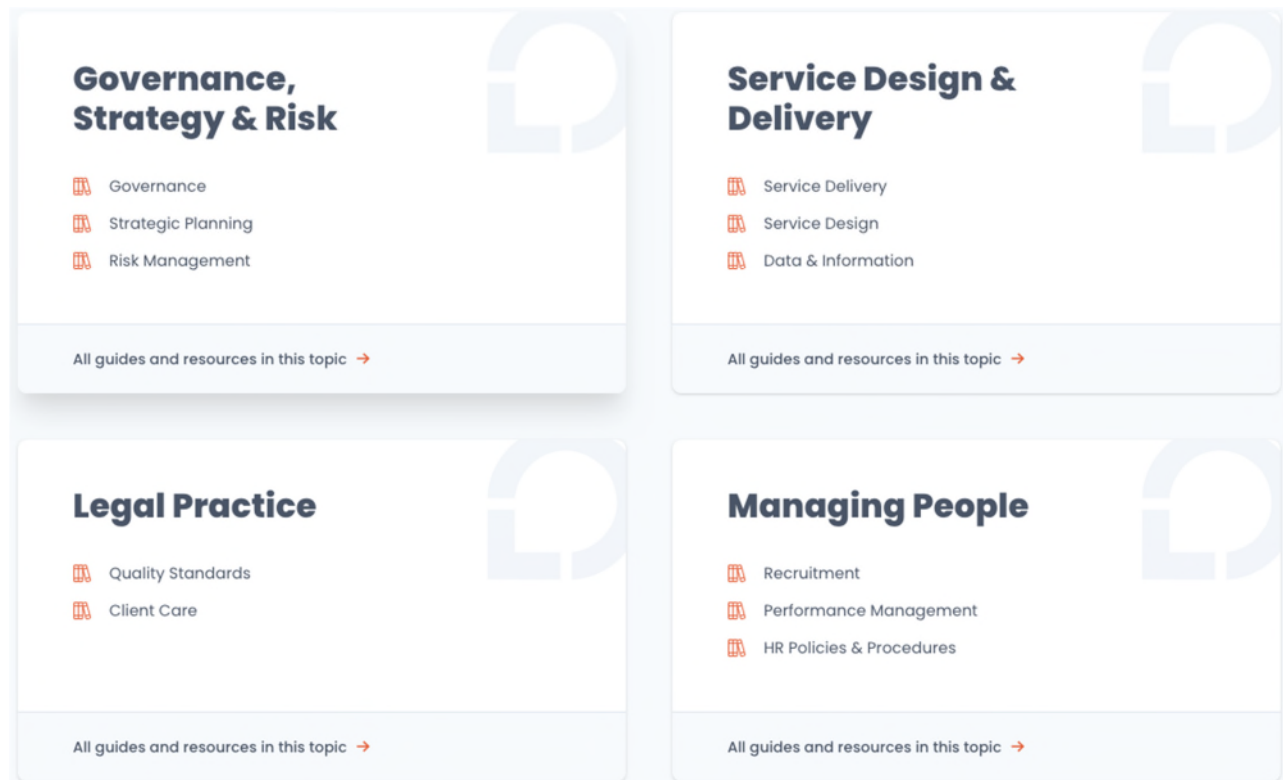 Governance,
Strategy & Risk
Governance
Strategic Planning
Risk Management
All guides and resources in this topic →
Service Design &
Delivery
Service Delivery
Service Design
Data & Information
All guides and resources in this topic →
Legal Practice
Quality Standards
Client Care
All guides and resources in this topic →
Managing People
Recruitment
Performance Management
HR Policies & Procedures
All guides and resources in this topic →